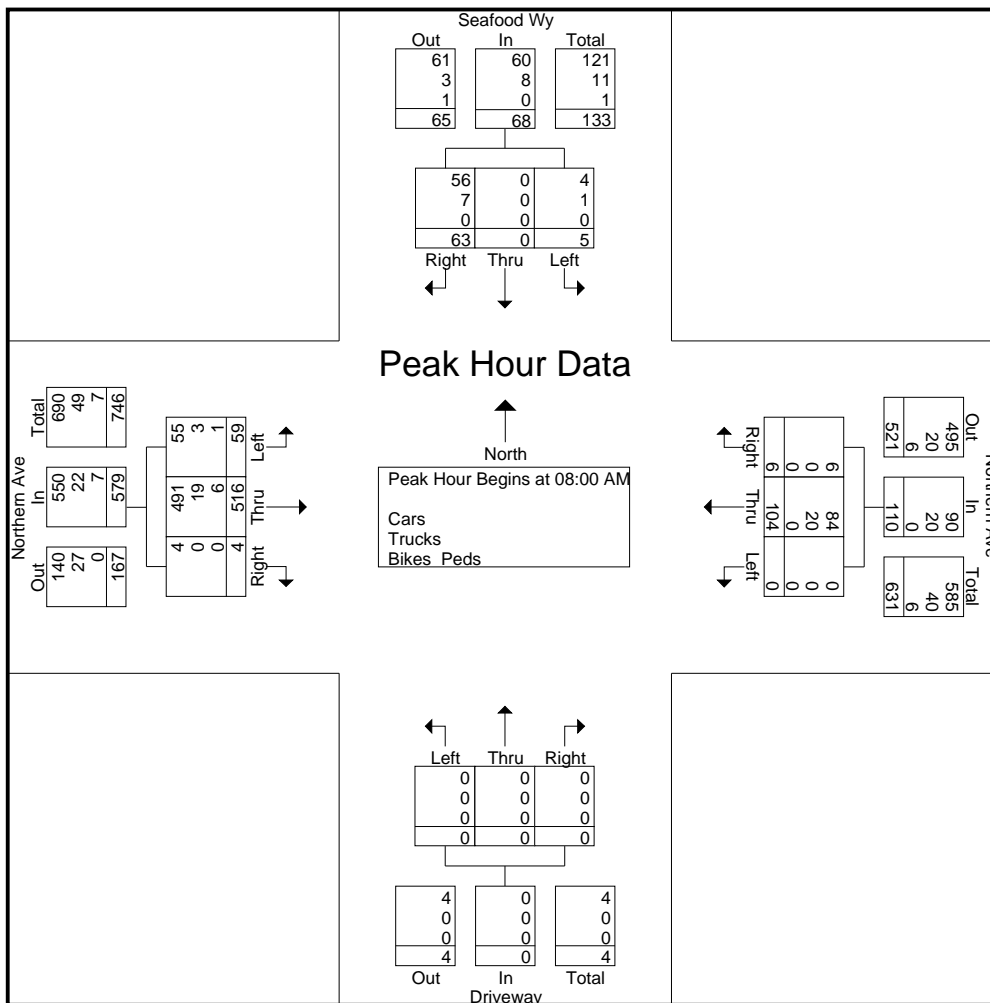 Seafood Wy
Out In Total
61 60 121
3 8 11
1 0 1
65 68 133
56 0 4
7 0 1
0 0 0
63 0 5
Right Thru Left
Peak Hour Data
North
Peak Hour Begins at 08:00 AM
Cars
Trucks
Bikes Peds
Northern Ave
Total In Out
690 550 140
49 22 27
7 7 0
746 579 167
Left Thru Right
55 491 4
3 19 0
1 6 0
59 516 4
Northern Ave
Out In Total
495 90 585
20 20 40
6 0 6
521 110 631
Right Thru Left
6 84 0
0 20 0
0 0 0
6 104 0
Left Thru Right
0 0 0
0 0 0
0 0 0
0 0 0
4 0 4
0 0 0
0 0 0
4 0 4
Out In Total
Driveway